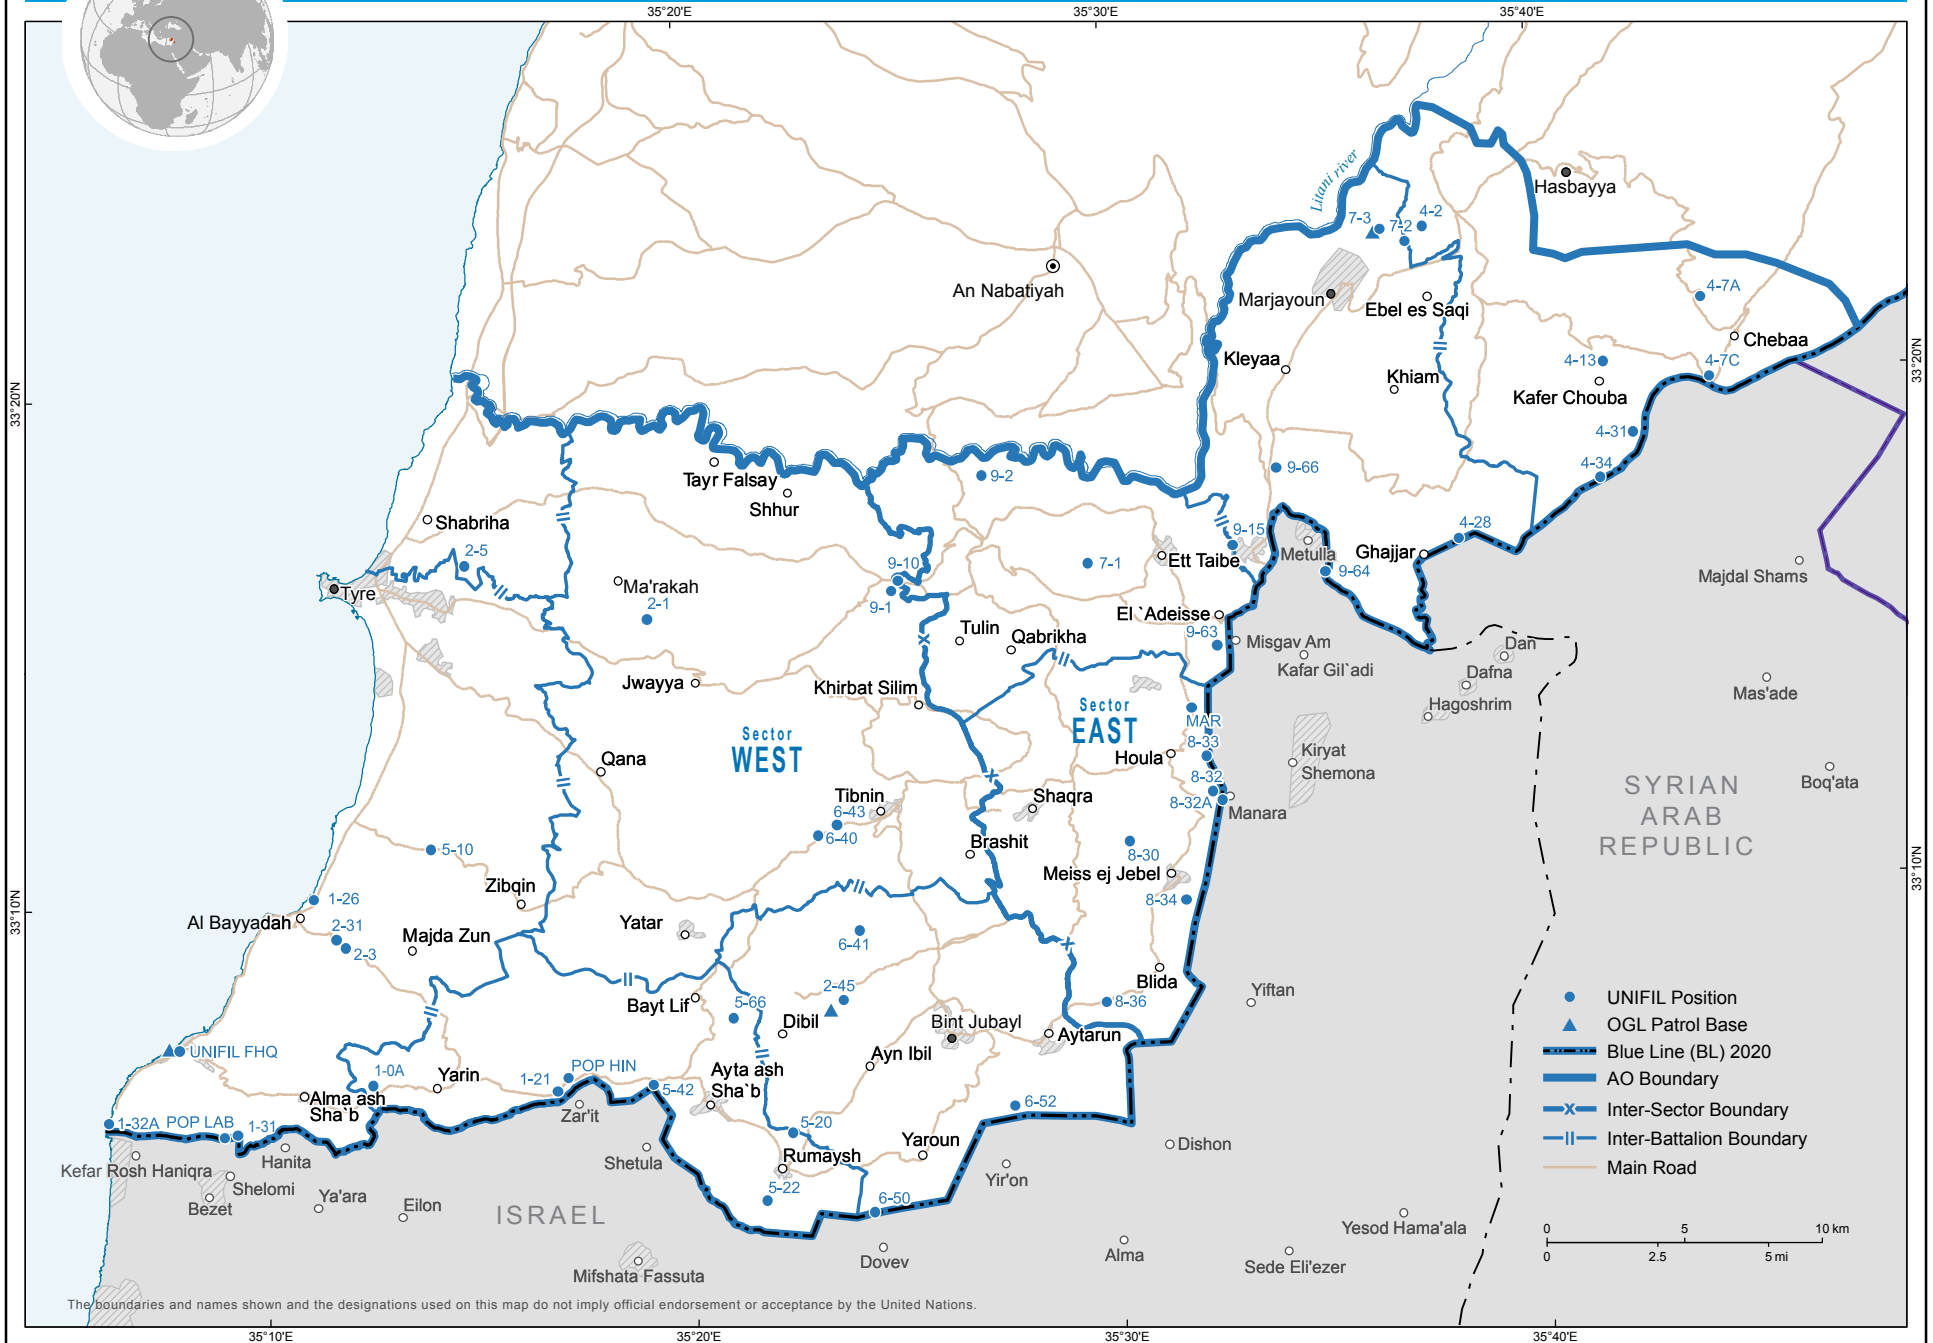 35°20'E
35°30'E
35°40'E
Litani river
Hasbayya
7-3
7-2
4-2
An Nabatiyah
Marjayoun
Ebel es Saqi
4-7A
Chebaa
Kleyaa
Khiam
4-13
4-7C
Kafer Chouba
33°20'N
33°20'N
4-31
4-34
9-66
9-2
Tayr Falsay
Shhur
Shabriha
2-5
9-15
4-28
Metulla
Ghajjar
9-10
7-1
Ett Taibe
9-64
Majdal Shams
Tyre
Ma'rakah
2-1
9-1
El `Adeisse
9-63
Tulin
Qabrikha
Misgav Am
Kafar Gil`adi
Dan
Dafna
Hagoshrim
Mas'ade
Jwayya
Khirbat Silim
Sector
EAST
MAR
8-33
Sector
WEST
Qana
Houla
Kiryat
Shemona
8-32
8-32A
Manara
Boq'ata
SYRIAN
ARAB
REPUBLIC
Tibnin
6-43
6-40
Shaqra
5-10
Brashit
8-30
Meiss ej Jebel
8-34
33°10'N
33°10'N
Zibqin
1-26
Al Bayyadah
2-31
2-3
Majda Zun
Yatar
6-41
Blida
Yiftan
8-36
Bayt Lif
5-66
2-45
Dibil
Bint Jubayl
Aytarun
UNIFIL FHQ
Ayn Ibil
1-0A
Yarin
1-21
POP HIN
5-42
Ayta ash
Sha`b
Alma ash
Sha`b
Zar'it
6-52
1-32A
POP LAB
1-31
5-20
Yaroun
Dishon
Kefar Rosh Haniqra
Hanita
Shetula
Rumaysh
Yir'on
Shelomi
Bezet
Ya'ara
Eilon
5-22
6-50
ISRAEL
Yesod Hama'ala
Mifshata Fassuta
Dovev
Alma
Sede Eli'ezer
UNIFIL Position
OGL Patrol Base
Blue Line (BL) 2020
AO Boundary
X
Inter-Sector Boundary
II
Inter-Battalion Boundary
Main Road
0 5 10 km
0 2.5 5 mi
The boundaries and names shown and the designations used on this map do not imply official endorsement or acceptance by the United Nations.
35°10'E
35°20'E
35°30'E
35°40'E